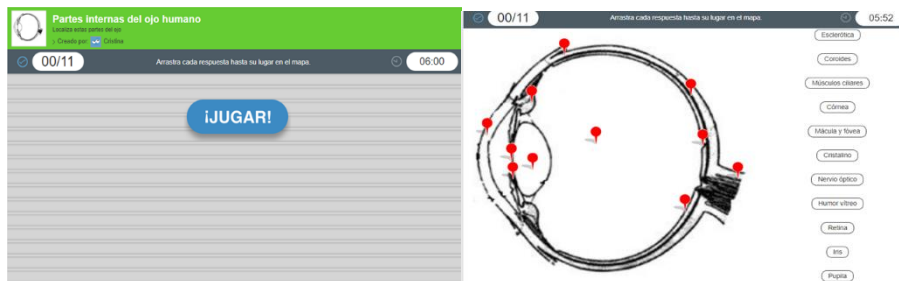 Partes internas del ojo humano
Localiza estas partes del ojo
Creada por: Cristina
00/11
Arrastra cada respuesta hasta su lugar en el mapa.
06:00
¡JUGAR!
00/11
Arrastra cada respuesta hasta su lugar en el mapa.
05:52
Esclerótica
Coroides
Músculos ciliares
Córnea
Mácula y fóvea
Cristalino
Nervio óptico
Humor vítreo
Retina
Iris
Pupila